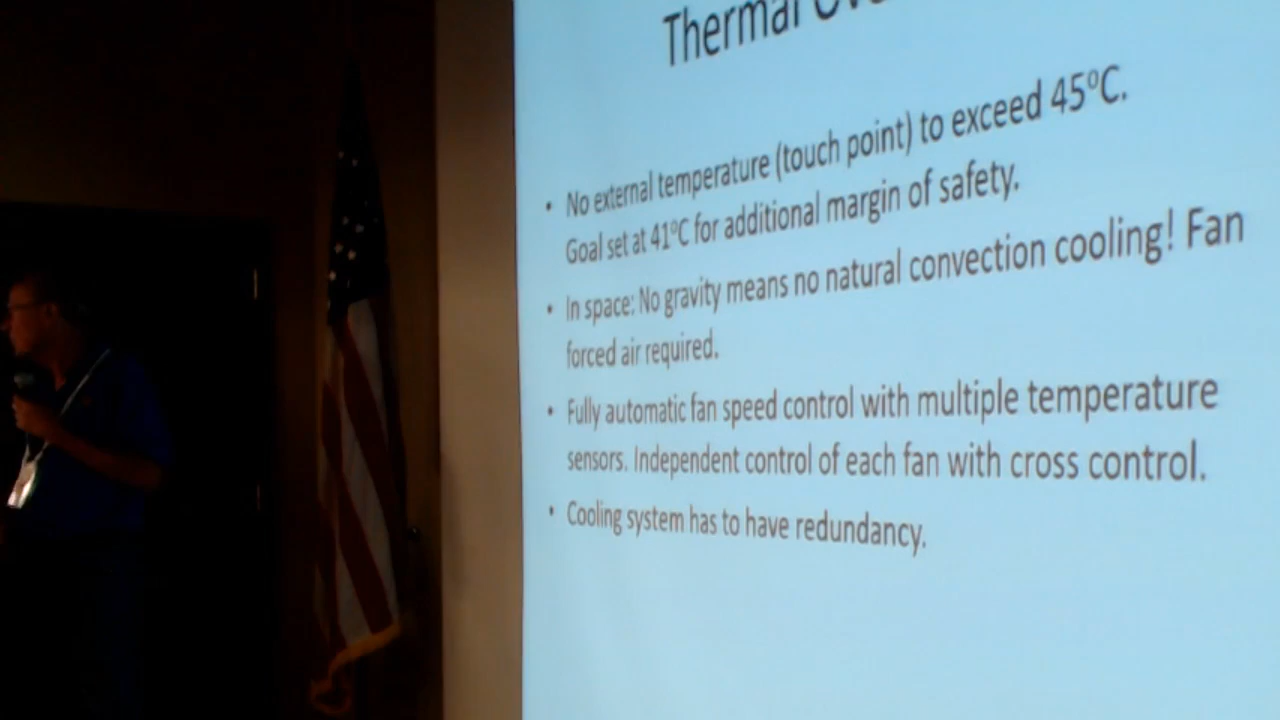 Thermal
• No external temperature (touch point) to exceed 45ºC.
Goal set at 41ºC for additional margin of safety.
• In space: No gravity means no natural convection cooling! Fan
forced air required.
• Fully automatic fan speed control with multiple temperature
sensors. Independent control of each fan with cross control.
• Cooling system has to have redundancy.